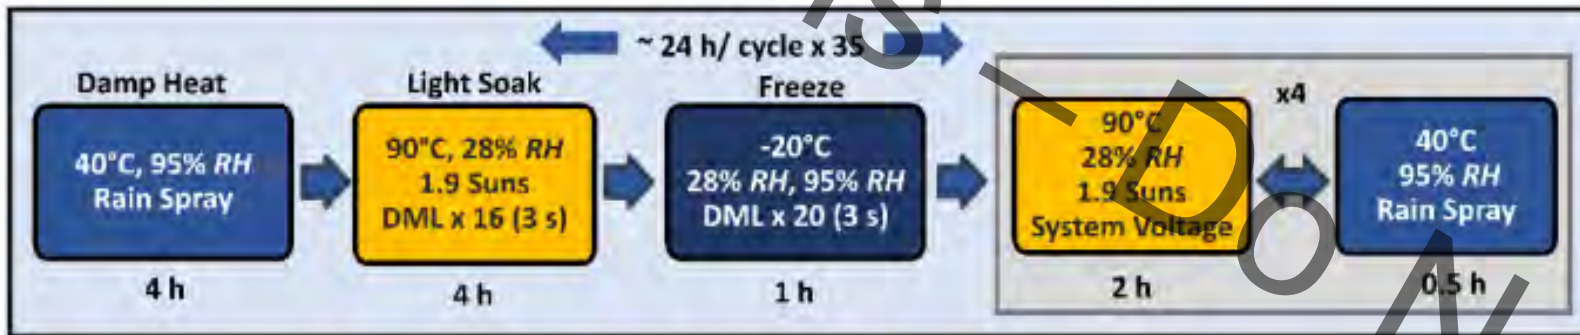 ~ 24 h/ cycle x 35
Damp Heat
40°C, 95% RH
Rain Spray
4 h
Light Soak
90°C, 28% RH
1.9 Suns
DML x 16 (3 s)
4 h
Freeze
-20°C
28% RH, 95% RH
DML x 20 (3 s)
1 h
x4
90°C
28% RH
1.9 Suns
System Voltage
2 h
40°C
95% RH
Rain Spray
0.5 h